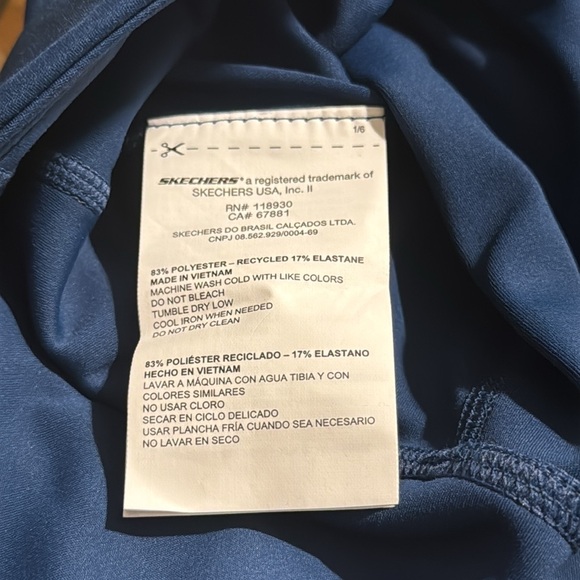 1/6
SKECHERS® a registered trademark of
SKECHERS USA, Inc. II
RN# 118930
CA# 67881
SKECHERS DO BRASIL CALÇADOS LTDA.
CNPJ 08.562.929/0004-69
83% POLYESTER – RECYCLED 17% ELASTANE
MADE IN VIETNAM
MACHINE WASH COLD WITH LIKE COLORS
DO NOT BLEACH
TUMBLE DRY LOW
COOL IRON WHEN NEEDED
DO NOT DRY CLEAN
83% POLIÉSTER RECICLADO – 17% ELASTANO
HECHO EN VIETNAM
LAVAR A MÁQUINA CON AGUA TIBIA Y CON
COLORES SIMILARES
NO USAR CLORO
SECAR EN CICLO DELICADO
USAR PLANCHA FRÍA CUANDO SEA NECESARIO
NO LAVAR EN SECO